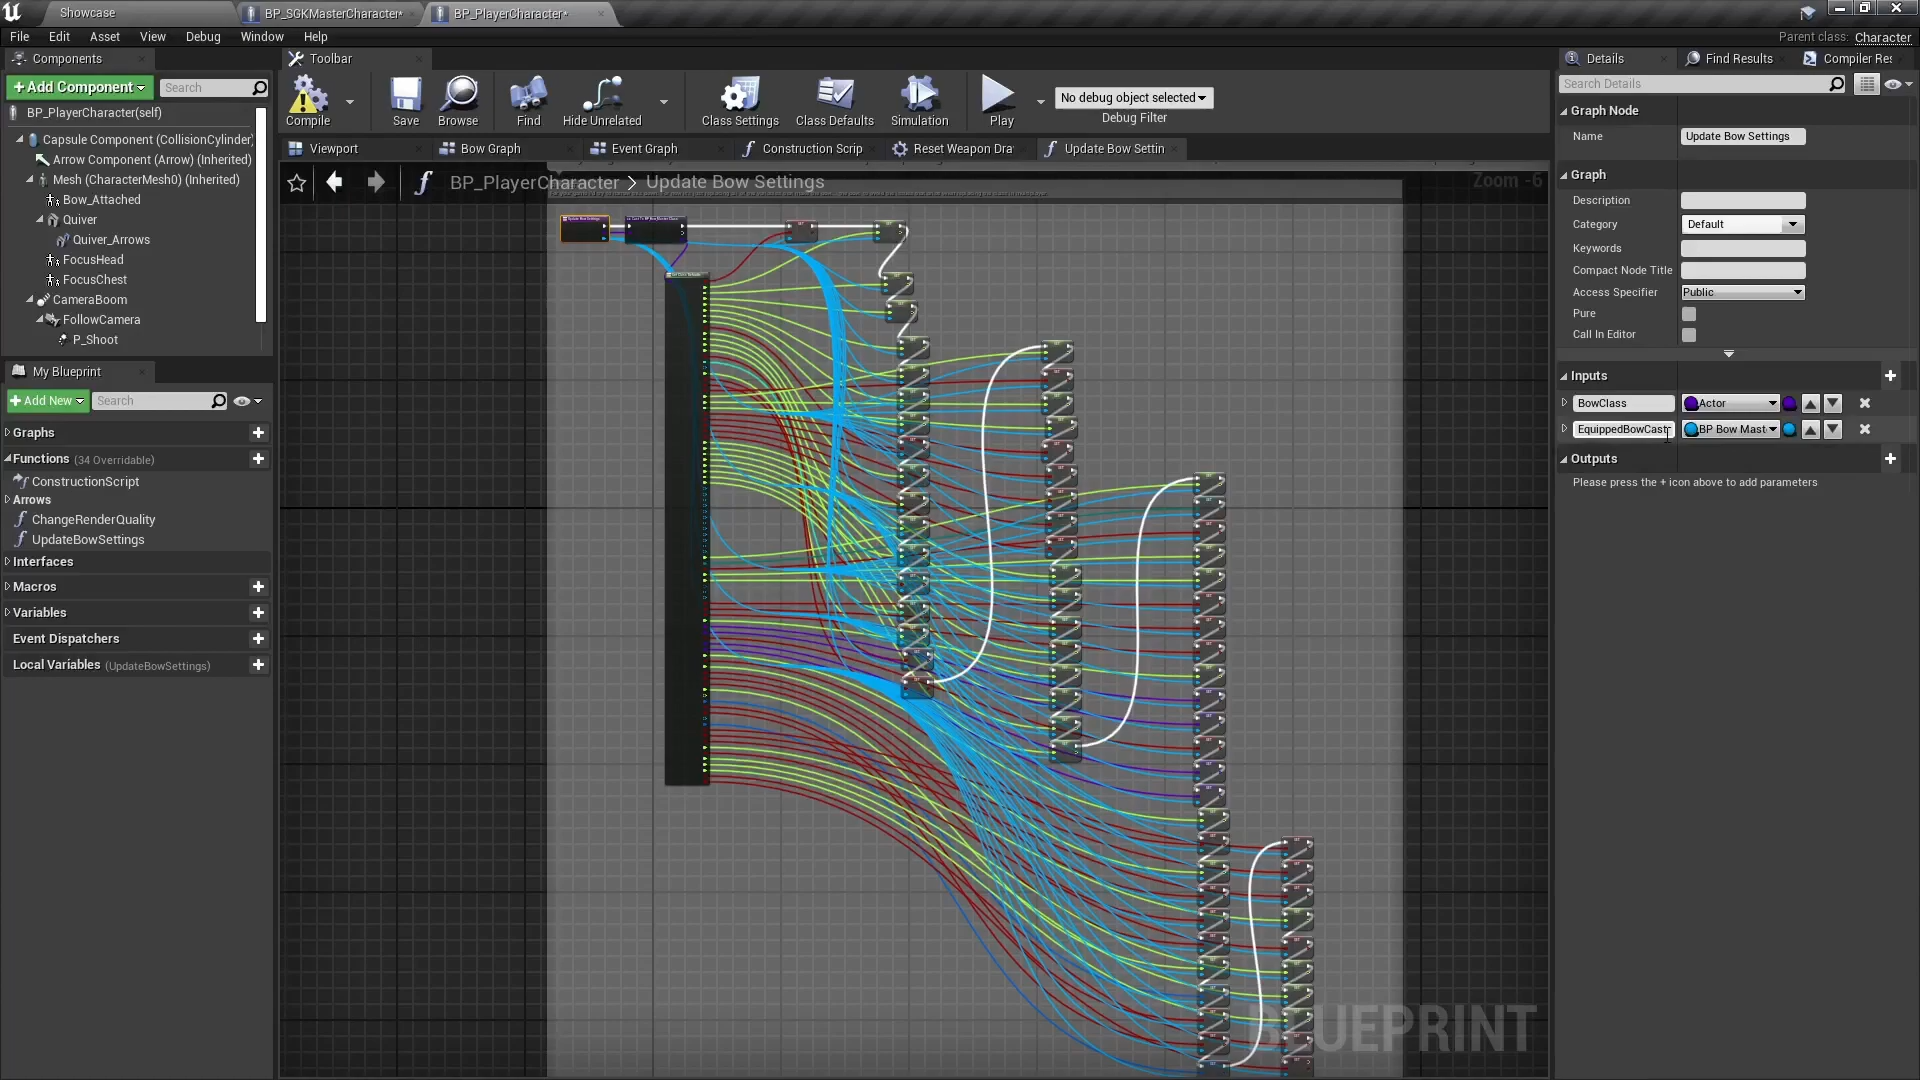 Showcase
BP_SGKMasterCharacter*
BP_PlayerCharacter*
File Edit Asset View Debug Window Help
Parent class: Character
Components
+Add Component
Search
BP_PlayerCharacter(self)
Capsule Component (CollisionCylinder)
Arrow Component (Arrow) (Inherited)
Mesh (CharacterMesh0) (Inherited)
Bow_Attached
Quiver
Quiver_Arrows
FocusHead
FocusChest
CameraBoom
FollowCamera
P_Shoot
My Blueprint
+Add New
Search
Graphs
Functions (34 Overridable)
ConstructionScript
Arrows
ChangeRenderQuality
UpdateBowSettings
Interfaces
Macros
Variables
Event Dispatchers
Local Variables (UpdateBowSettings)
Toolbar
Compile Save Browse Find Hide Unrelated Class Settings Class Defaults Simulation Play
No debug object selected
Debug Filter
Viewport Bow Graph Event Graph Construction Scrip Reset Weapon Dra Update Bow Settin
BP_PlayerCharacter > Update Bow Settings
Zoom -6
BLUEPRINT
Details Find Results Compiler Res
Search Details
Graph Node
Name Update Bow Settings
Graph
Description
Category Default
Keywords
Compact Node Title
Access Specifier Public
Pure
Call In Editor
Inputs
BowClass Actor
EquippedBowCast BP Bow Mast
Outputs
Please press the + icon above to add parameters